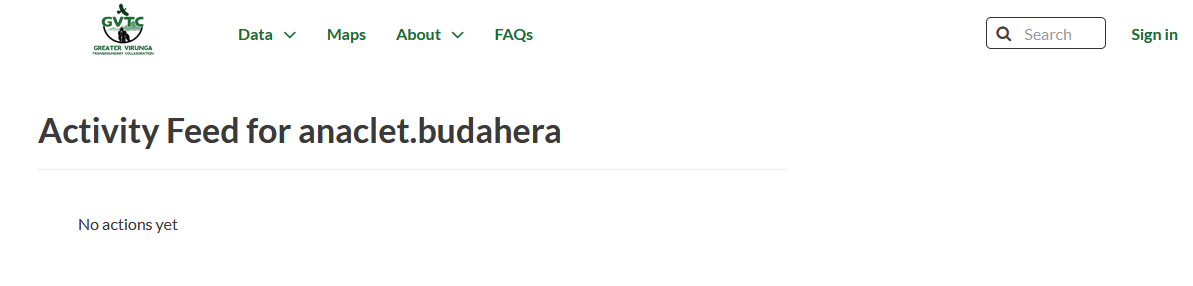 GVTC
GREATER VIRUNGA
TRANSBOUNDARY COLLABORATION
Data
Maps
About
FAQs
Search
Sign in
Activity Feed for anaclet.budahera
No actions yet